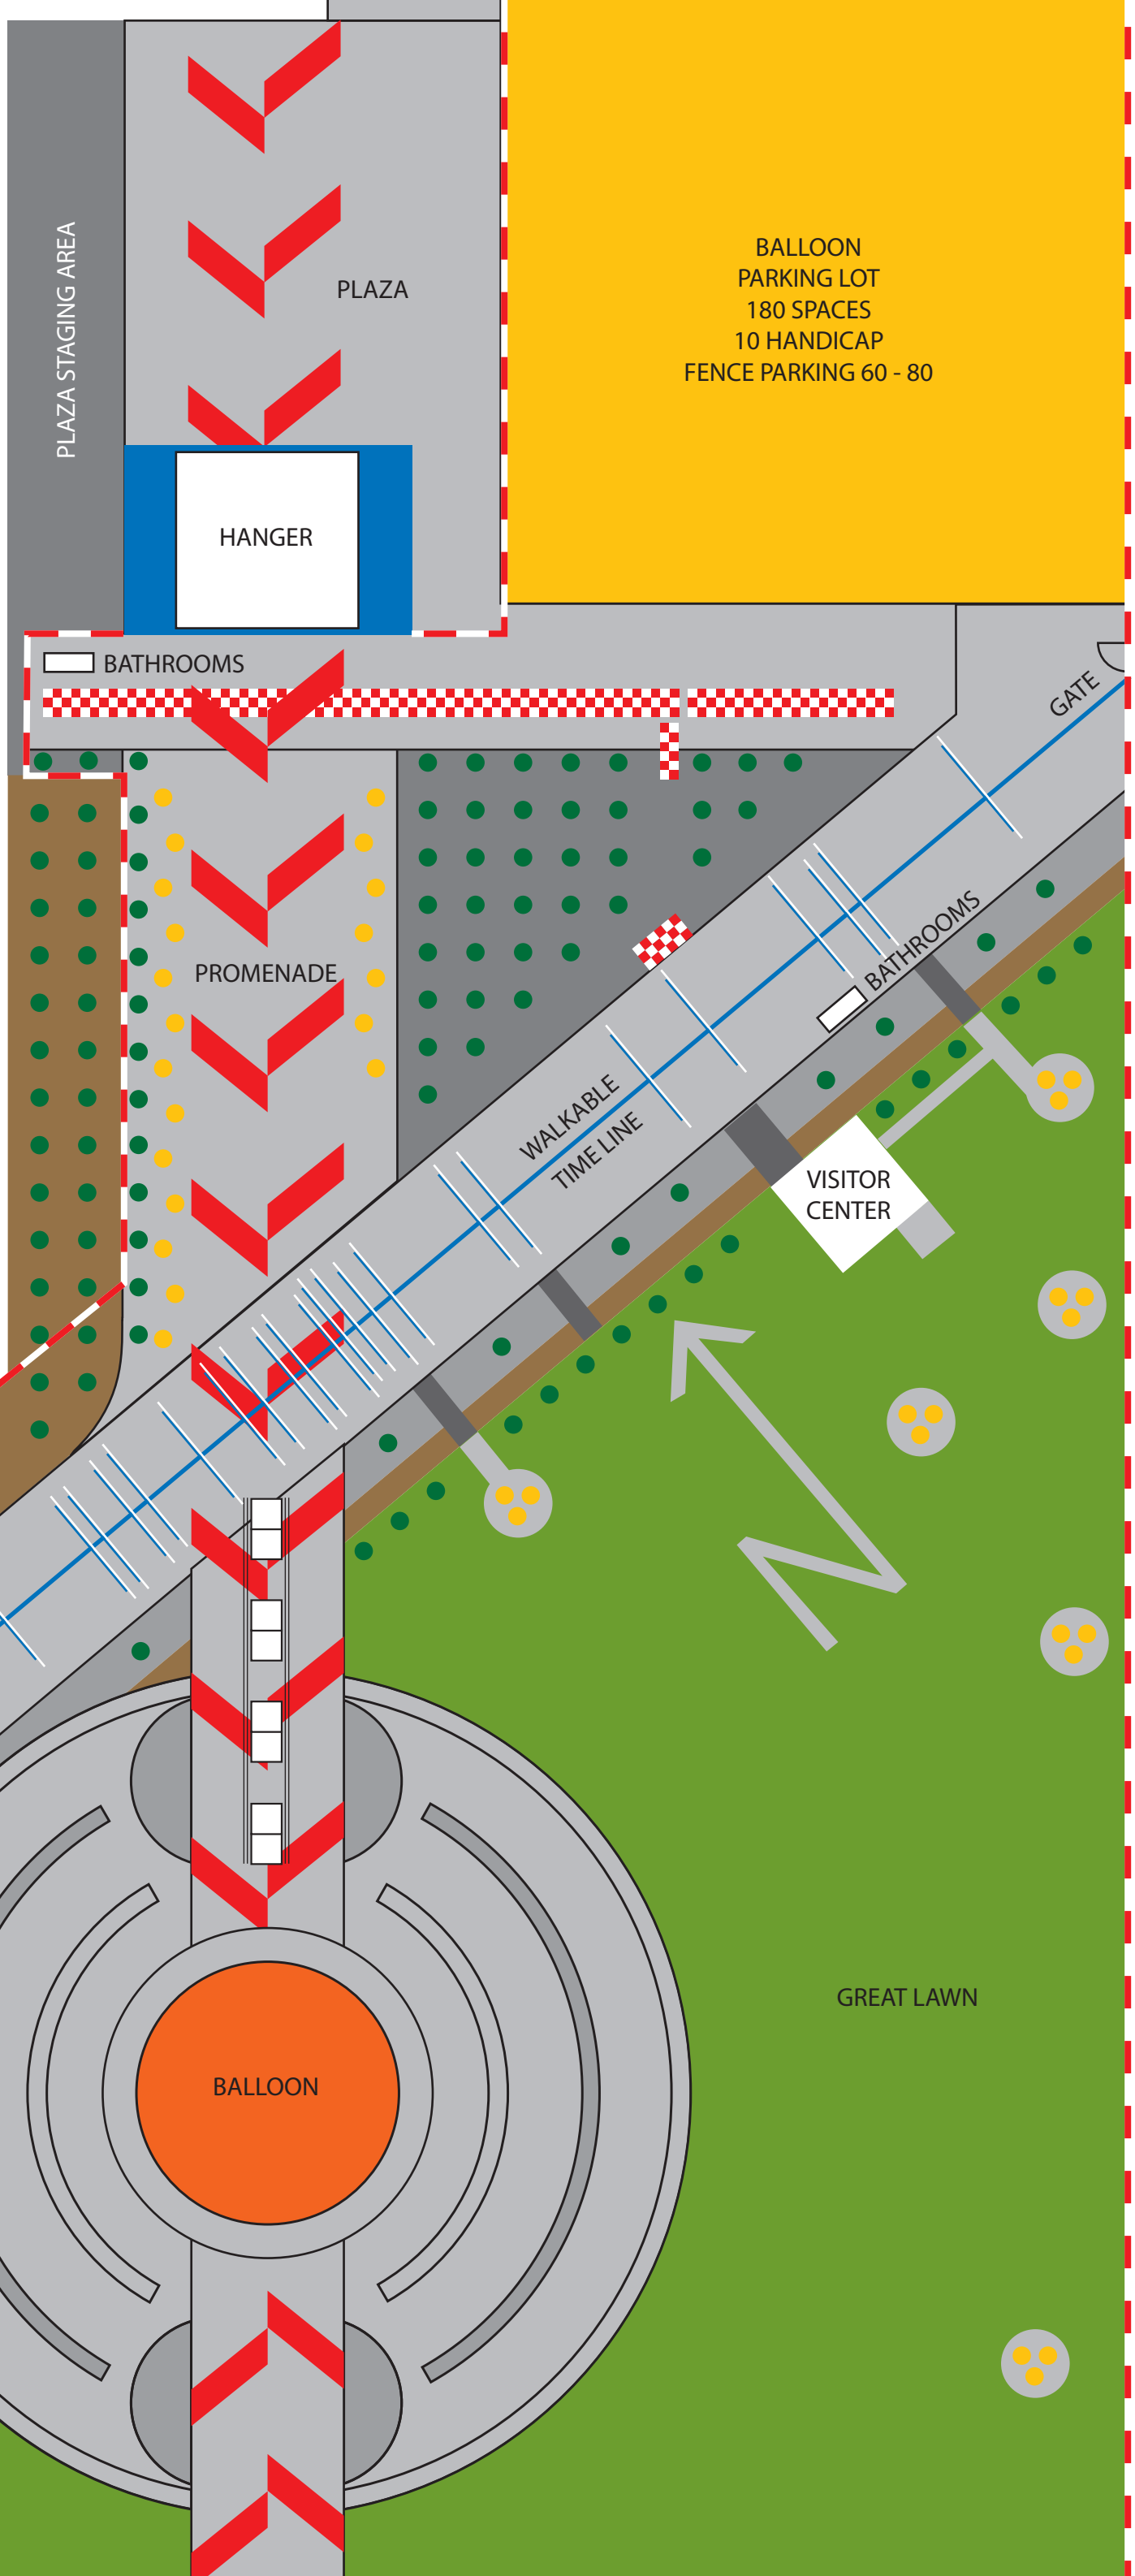 PLAZA STAGING AREA
PLAZA
BALLOON
PARKING LOT
180 SPACES
10 HANDICAP
FENCE PARKING 60 - 80
HANGER
BATHROOMS
GATE
PROMENADE
BATHROOMS
WALKABLE
TIME LINE
VISITOR
CENTER
N
GREAT LAWN
BALLOON